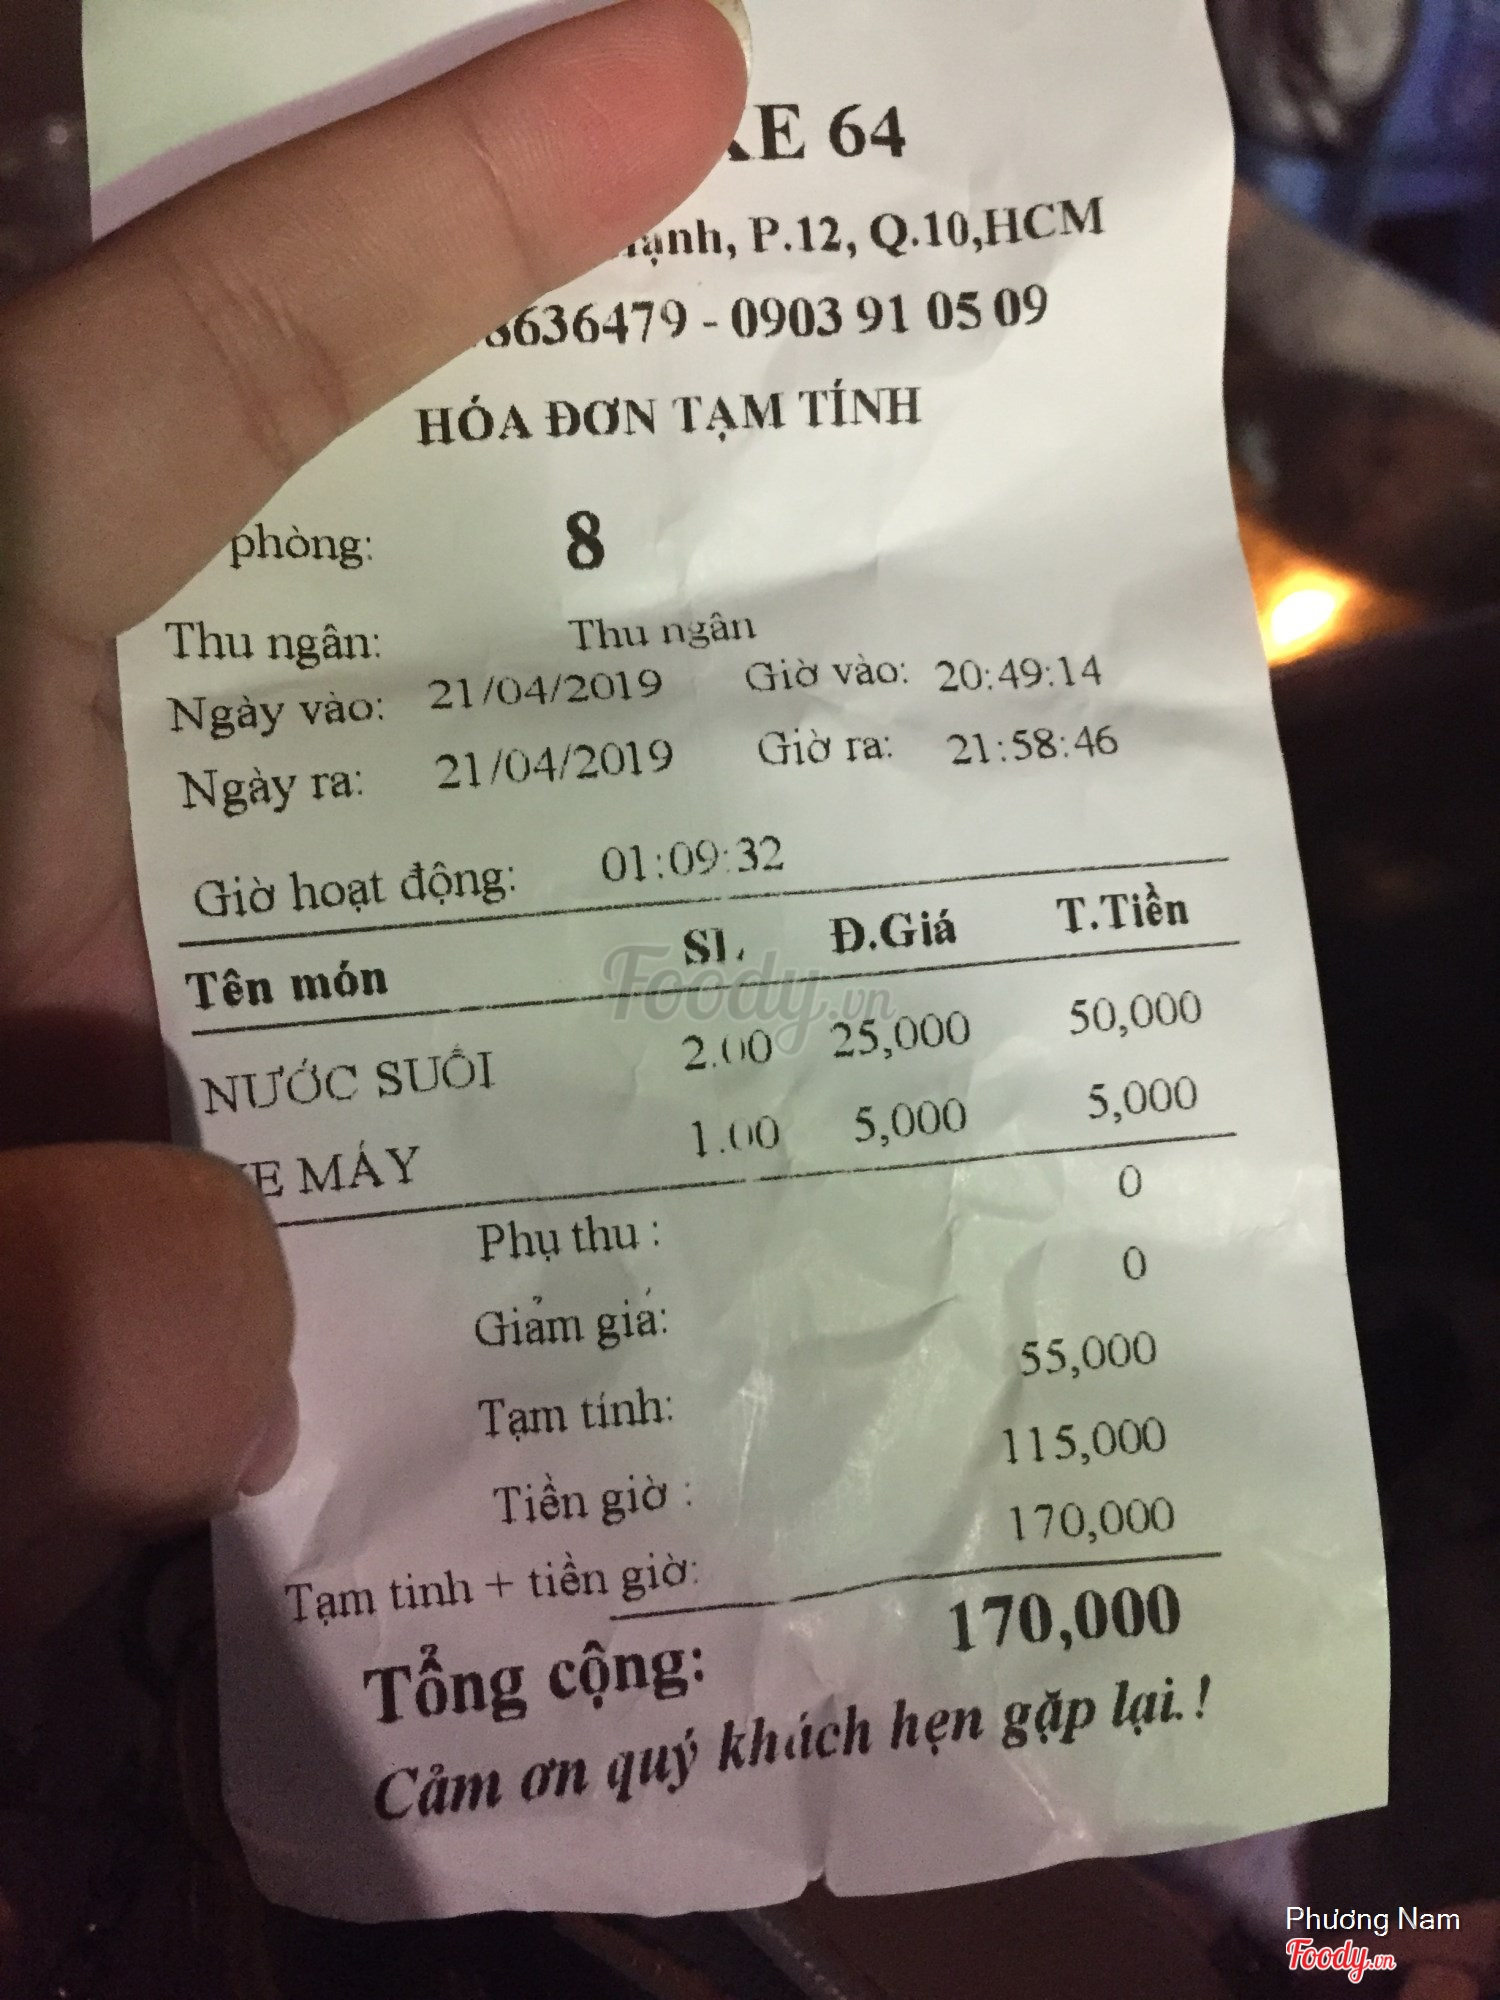 KE 64
ạnh, P.12, Q.10,HCM
8636479 - 0903 91 05 09
HÓA ĐƠN TẠM TÍNH
phòng: 8
Thu ngân: Thu ngân
Ngày vào: 21/04/2019 Giờ vào: 20:49:14
Ngày ra: 21/04/2019 Giờ ra: 21:58:46
Giờ hoạt động: 01:09:32
Tên món SL Đ.Giá T.Tiền
NƯỚC SUỐI 2.00 25,000 50,000
E MÁY 1.00 5,000 5,000
Phụ thu : 0
Giảm giá: 0
Tạm tính: 55,000
Tiền giờ : 115,000
Tạm tinh + tiền giờ: 170,000
Tổng cộng: 170,000
Cảm ơn quý khách hẹn gặp lại.!
Foody.vn
Phương Nam
Foody.vn